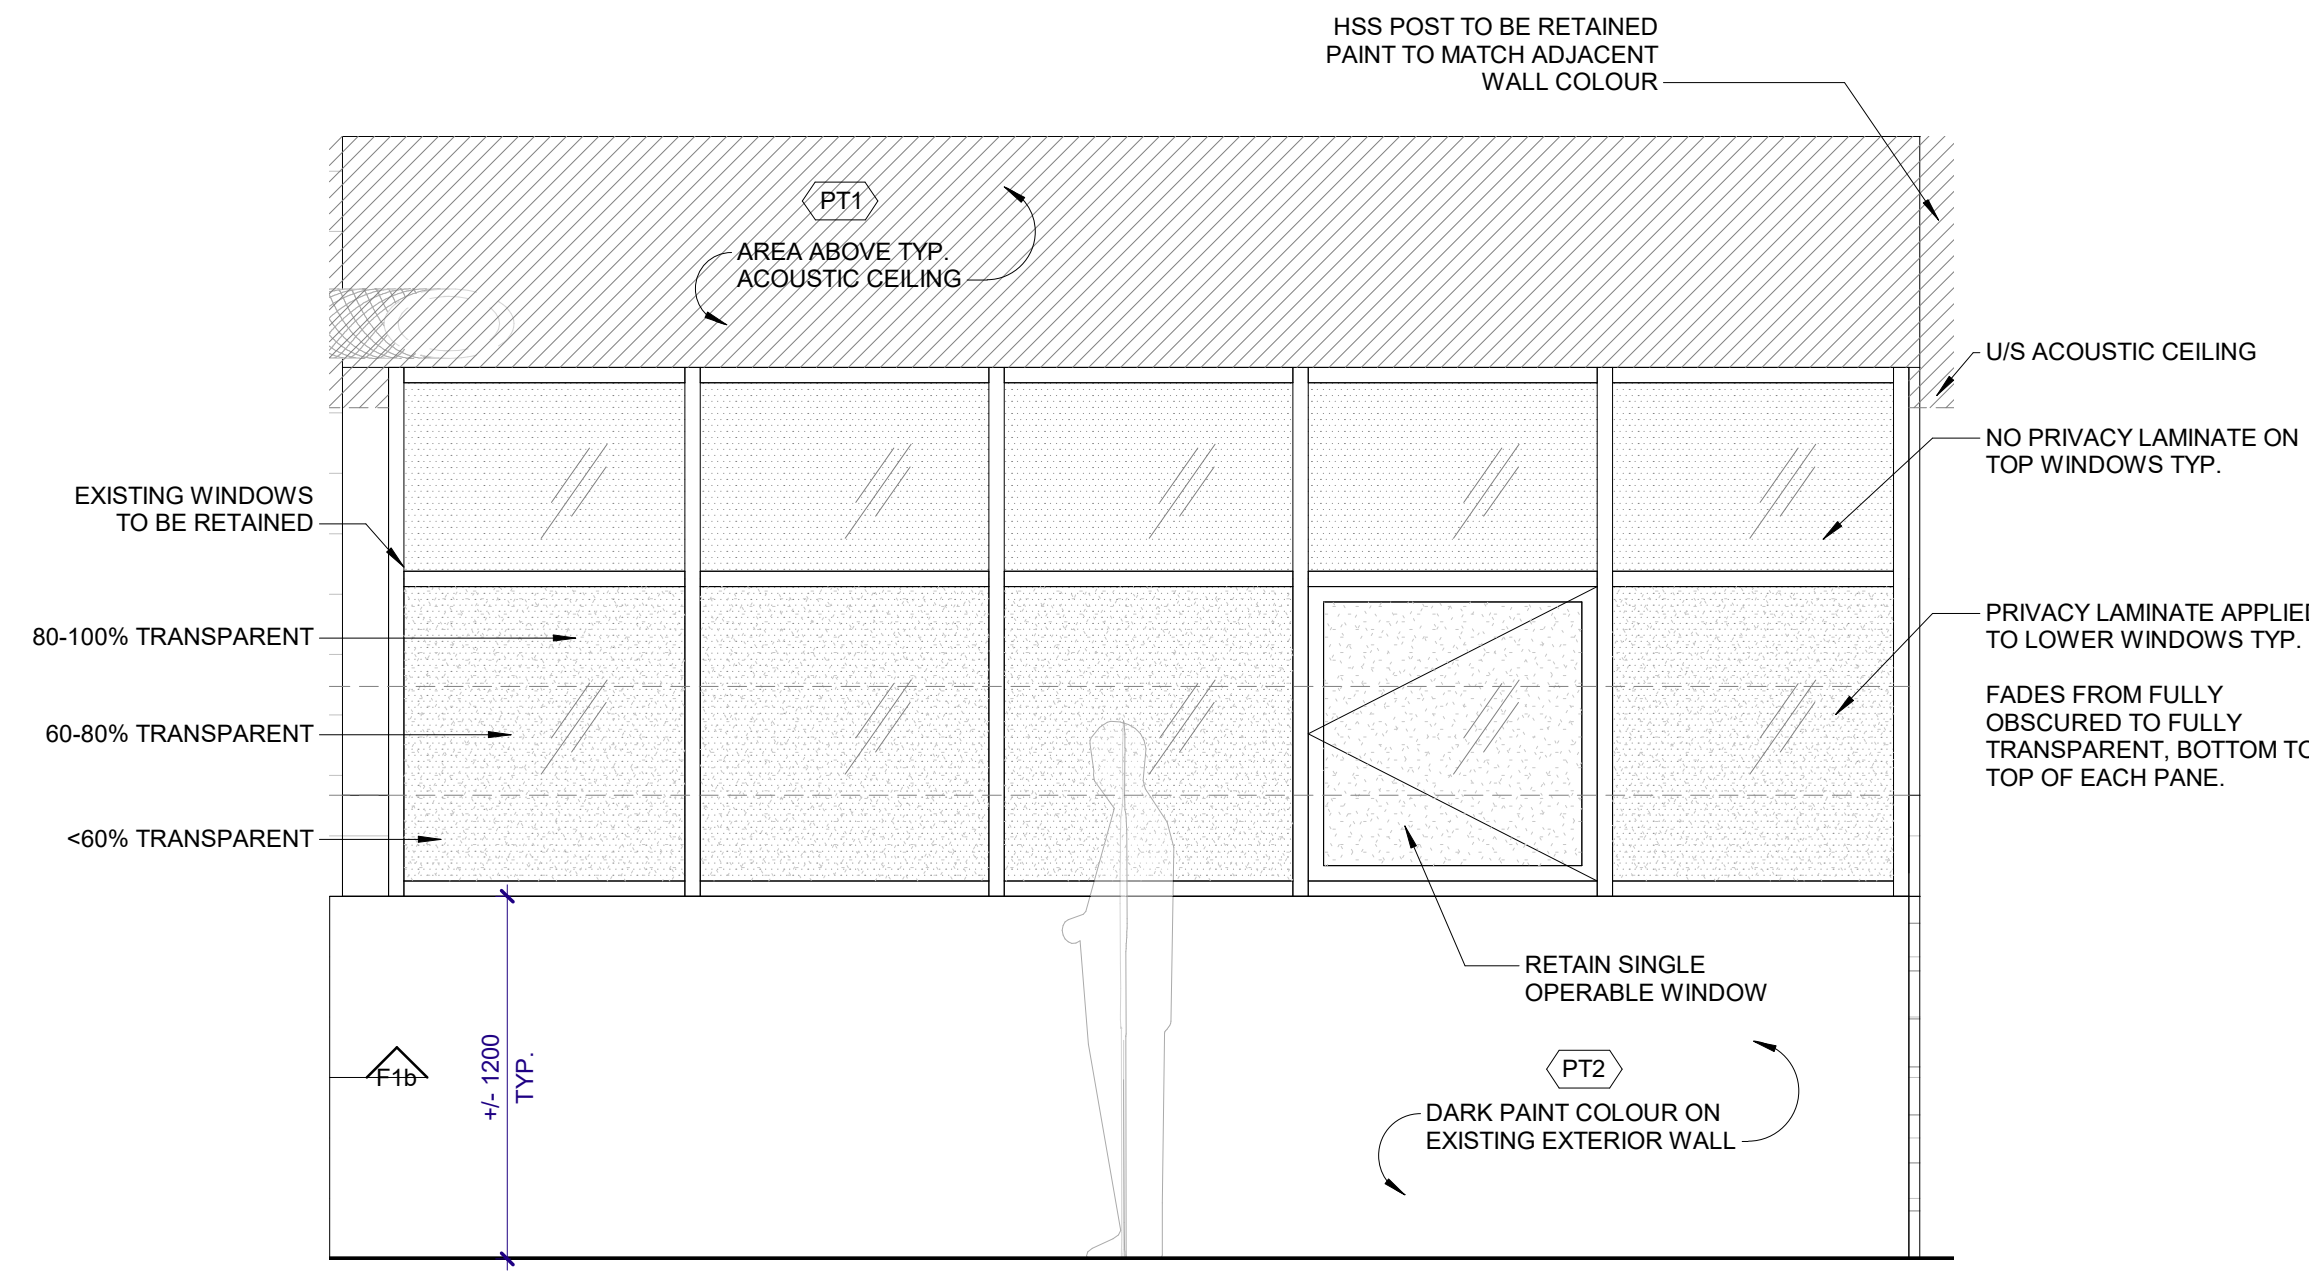 HSS POST TO BE RETAINED
PAINT TO MATCH ADJACENT
WALL COLOUR
PT1
AREA ABOVE TYP.
ACOUSTIC CEILING
U/S ACOUSTIC CEILING
NO PRIVACY LAMINATE ON
TOP WINDOWS TYP.
EXISTING WINDOWS
TO BE RETAINED
80-100% TRANSPARENT
60-80% TRANSPARENT
<60% TRANSPARENT
PRIVACY LAMINATE APPLIED
TO LOWER WINDOWS TYP.
FADES FROM FULLY
OBSCURED TO FULLY
TRANSPARENT, BOTTOM TO
TOP OF EACH PANE.
RETAIN SINGLE
OPERABLE WINDOW
F1b
+/- 1200
TYP.
PT2
DARK PAINT COLOUR ON
EXISTING EXTERIOR WALL